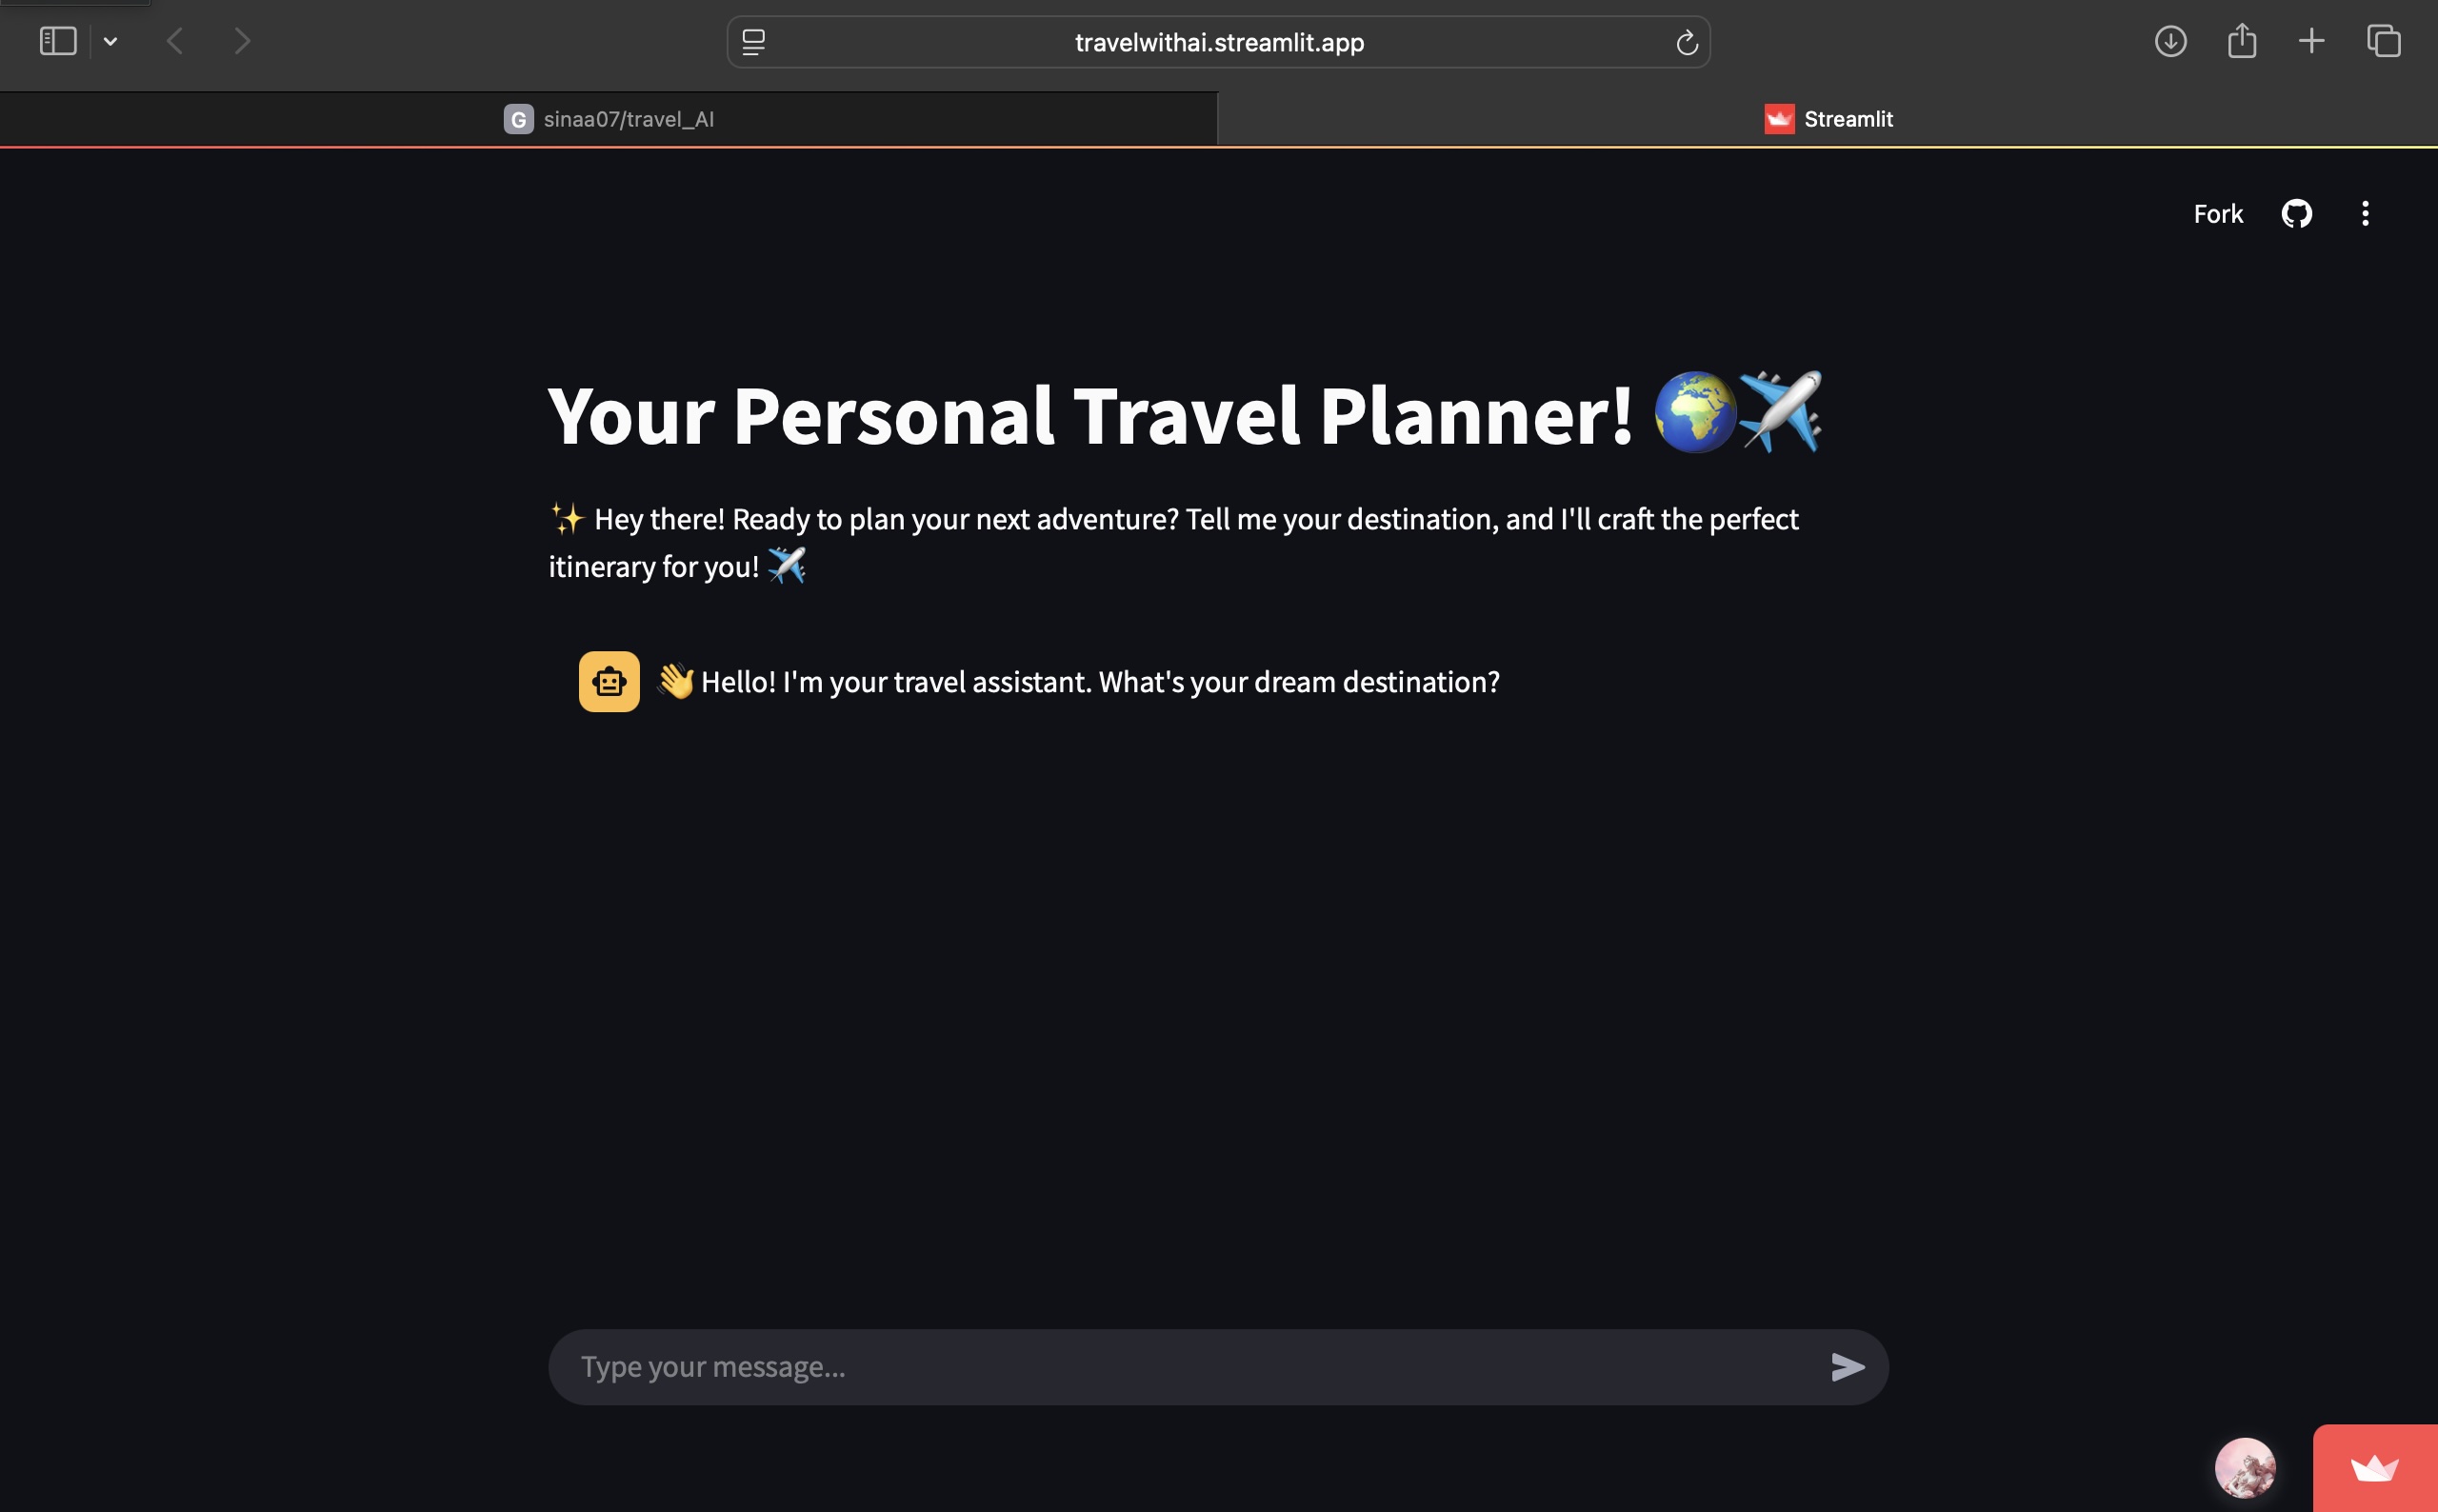 travelwithai.streamlit.app
G sinaa07/travel_AI
Streamlit
Fork
Your Personal Travel Planner! 🌍✈️
✨ Hey there! Ready to plan your next adventure? Tell me your destination, and I'll craft the perfect
itinerary for you! ✈️
👋 Hello! I'm your travel assistant. What's your dream destination?
Type your message...